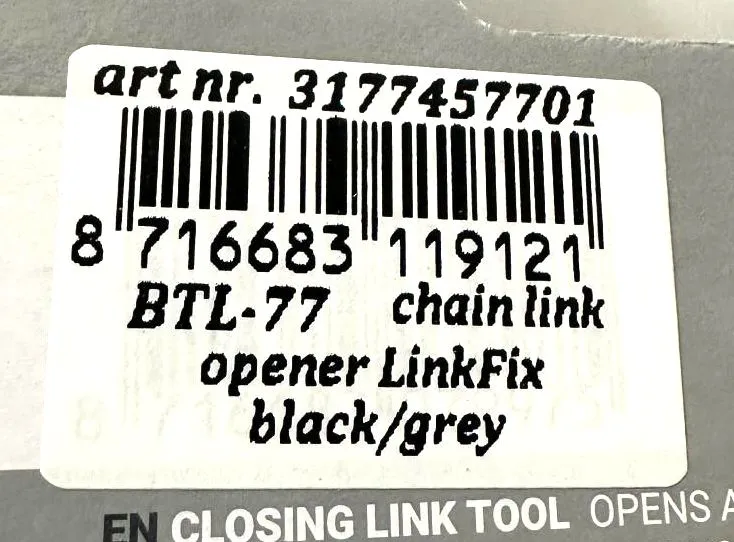 art nr. 3177457701
8 716683 119121
BTL-77 chain link
opener LinkFix
black/grey
EN CLOSING LINK TOOL OPENS A